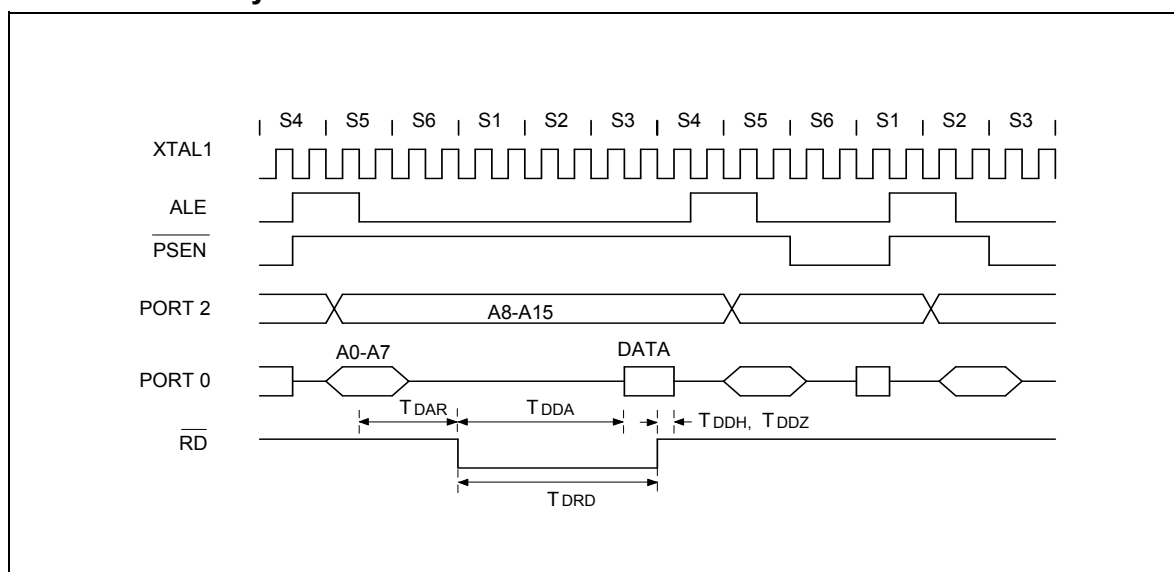 | S4 | S5 | S6 | S1 | S2 | S3 | S4 | S5 | S6 | S1 | S2 | S3 |
XTAL1
ALE
PSEN
PORT 2
A8-A15
A0-A7
DATA
PORT 0
TDAR
TDDA
TDDH, TDDZ
RD
TDRD